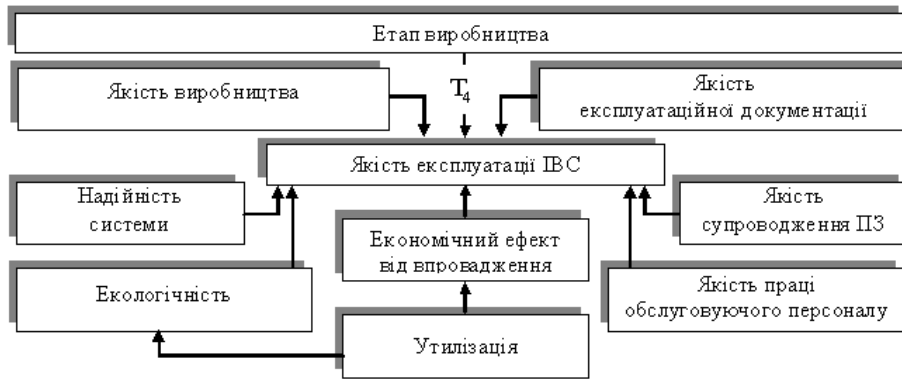 Етап виробництва
T4
Якість виробництва
Якість
експлуатаційної документації
Якість експлуатації ІВС
Надійність
системи
Економічний ефект
від впровадження
Якість
супроводження ПЗ
Екологічність
Якість праці
обслуговуючого персоналу
Утилізація